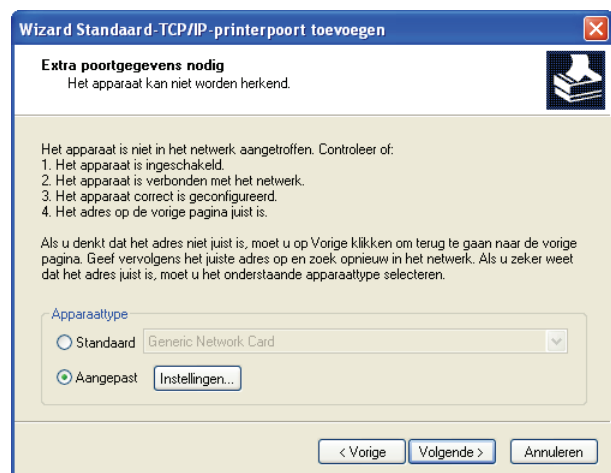 Wizard Standaard-TCP/IP-printerpoort toevoegen
Extra poortgegevens nodig
Het apparaat kan niet worden herkend.
Het apparaat is niet in het netwerk aangetroffen. Controleer of:
1. Het apparaat is ingeschakeld.
2. Het apparaat is verbonden met het netwerk.
3. Het apparaat correct is geconfigureerd.
4. Het adres op de vorige pagina juist is.
Als u denkt dat het adres niet juist is, moet u op Vorige klikken om terug te gaan naar de vorige
pagina. Geef vervolgens het juiste adres op en zoek opnieuw in het netwerk. Als u zeker weet
dat het adres juist is, moet u het onderstaande apparaattype selecteren.
Apparaattype
Standaard Generic Network Card
Aangepast Instellingen...
< Vorige Volgende > Annuleren